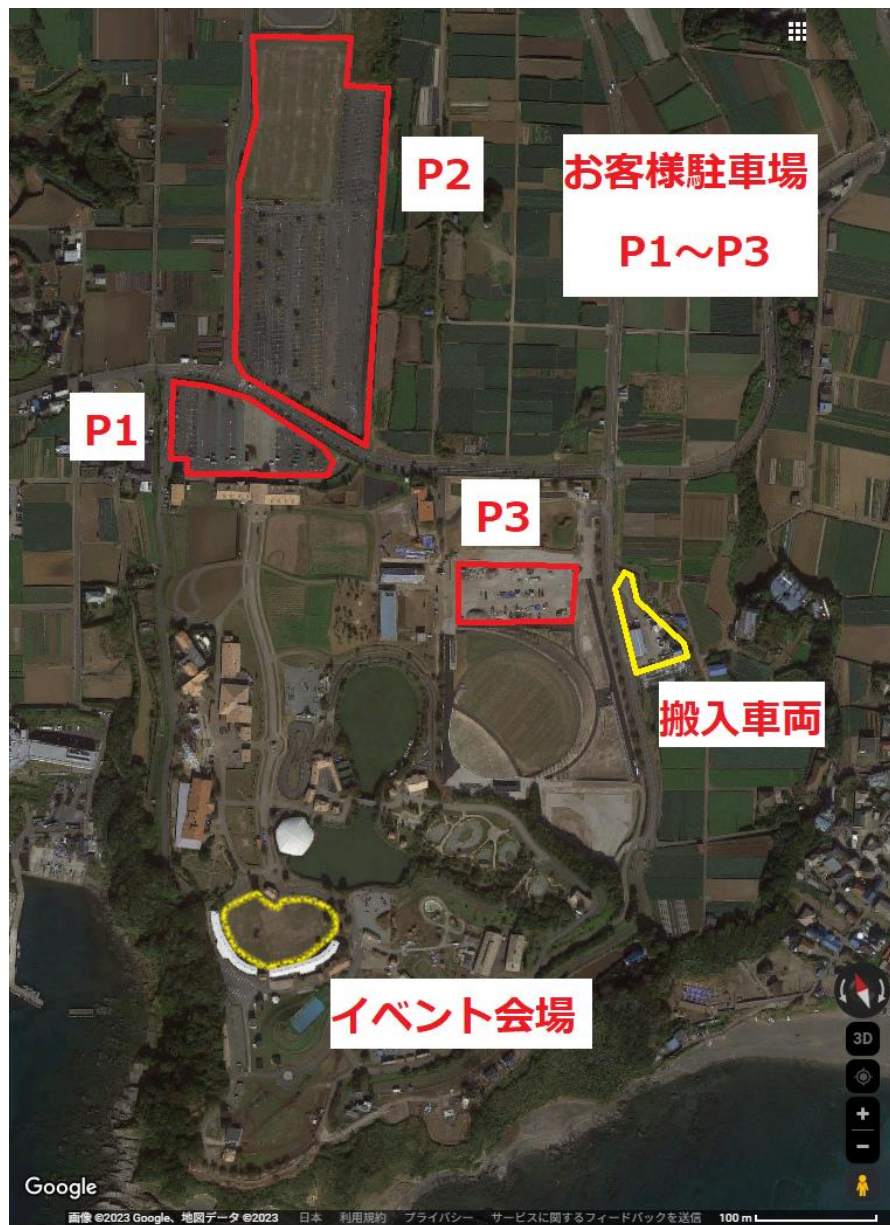 P2
お客様駐車場
P1～P3
P1
P3
搬入車両
イベント会場
3D
+
−
Google
画像 ©2023 Google、地図データ ©2023 日本 利用規約 プライバシー サービスに関するフィードバックを送信 100 m